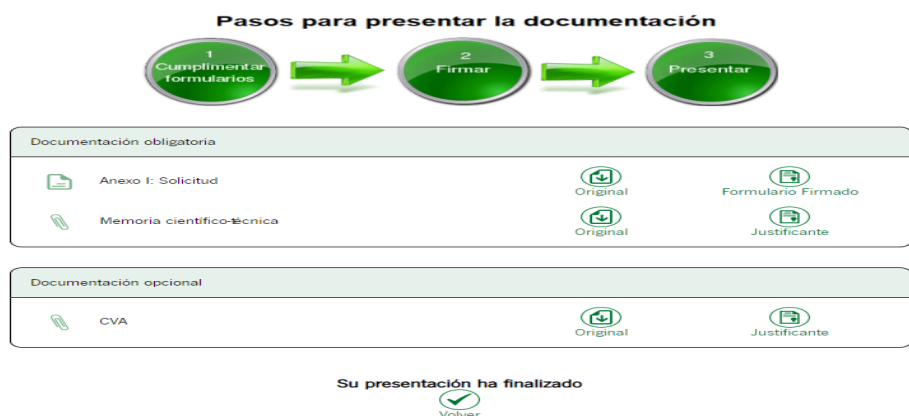 Pasos para presentar la documentación
1
Cumplimentar
formularios
2
Firmar
3
Presentar
Documentación obligatoria
Anexo I: Solicitud
Original
Formulario Firmado
Memoria científico-técnica
Original
Justificante
Documentación opcional
CVA
Original
Justificante
Su presentación ha finalizado
Volver